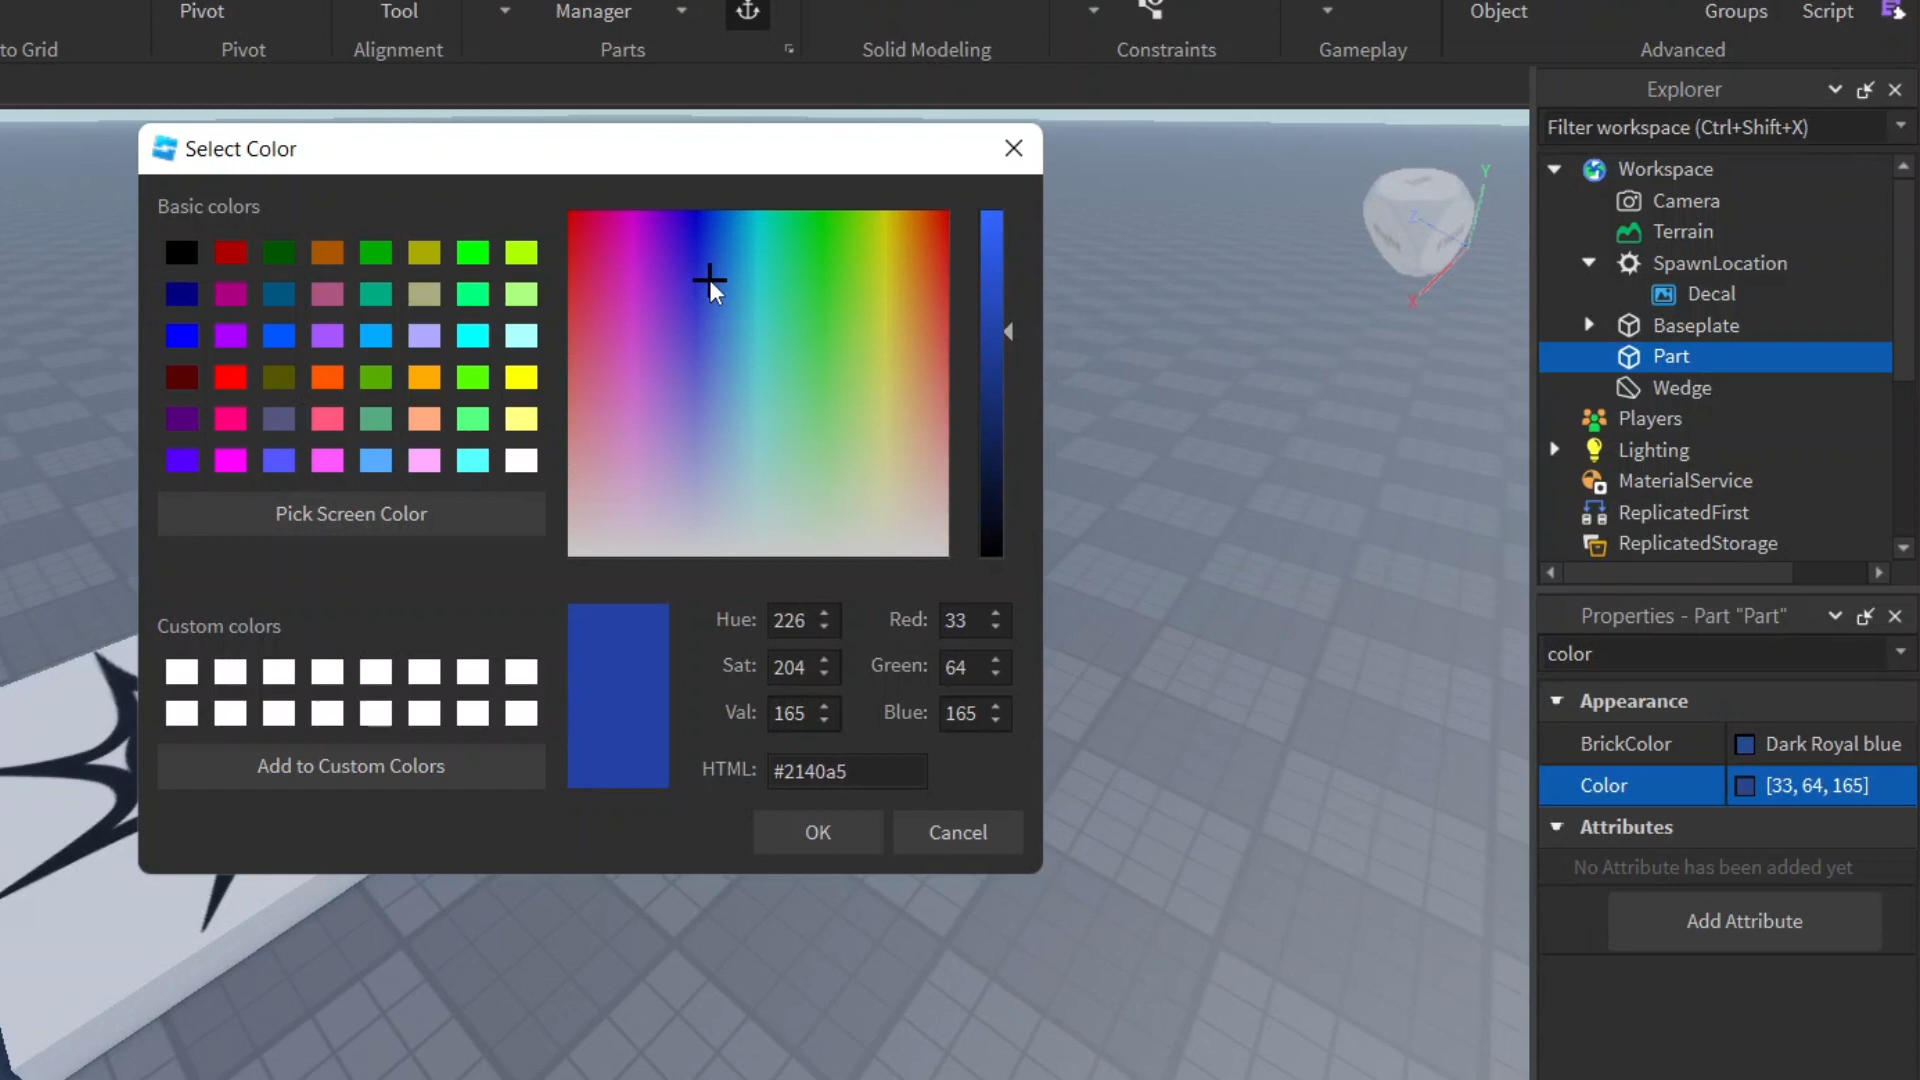 Pivot
Tool
Manager
Object
Groups
Script
to Grid
Pivot
Alignment
Parts
Solid Modeling
Constraints
Gameplay
Advanced
Explorer
Filter workspace (Ctrl+Shift+X)
Workspace
Camera
Terrain
SpawnLocation
Decal
Baseplate
Part
Wedge
Players
Lighting
MaterialService
ReplicatedFirst
ReplicatedStorage
Select Color
Basic colors
Pick Screen Color
Custom colors
Add to Custom Colors
Hue: 226
Red: 33
Sat: 204
Green: 64
Val: 165
Blue: 165
HTML: #2140a5
OK
Cancel
Y
Z
X
Properties - Part "Part"
color
Appearance
BrickColor
Dark Royal blue
Color
[33, 64, 165]
Attributes
No Attribute has been added yet
Add Attribute